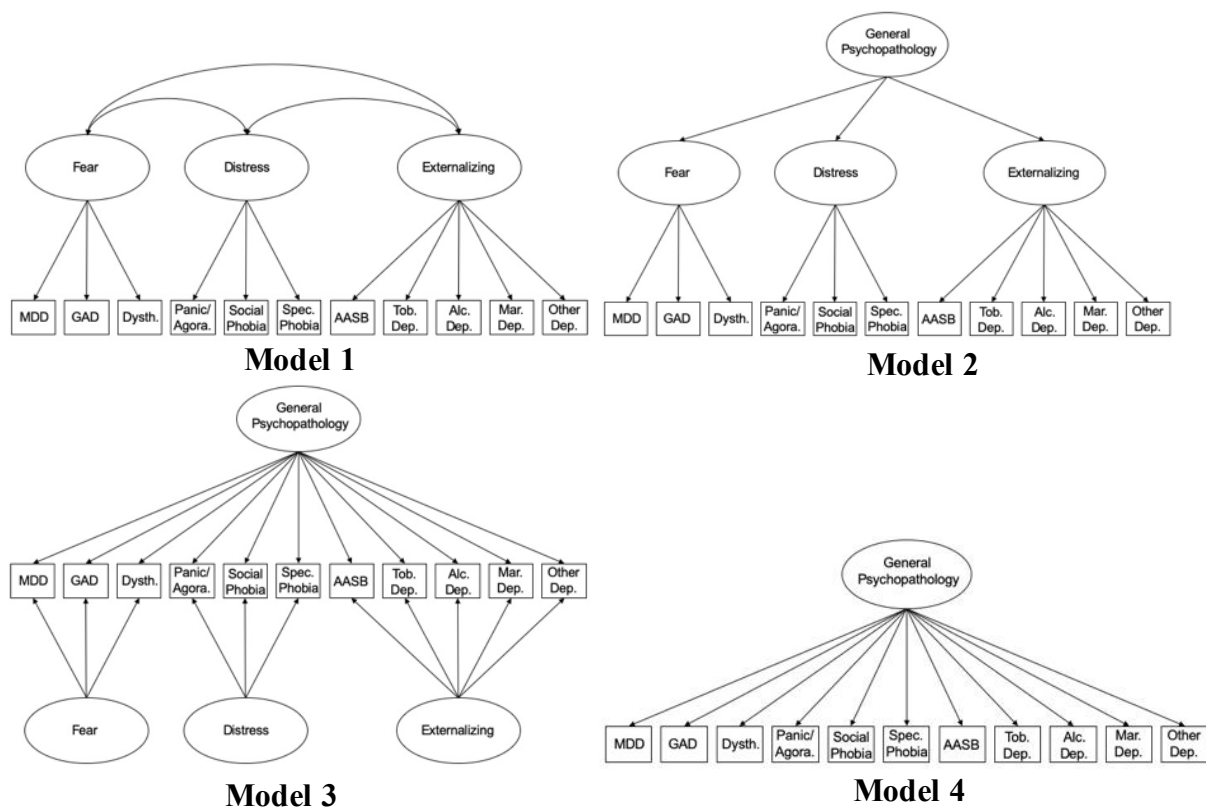 Fear
Distress
Externalizing
MDD
GAD
Dysth.
Panic/
Agora.
Social
Phobia
Spec.
Phobia
AASB
Tob.
Dep.
Alc.
Dep.
Mar.
Dep.
Other
Dep.
Model 1
General
Psychopathology
Fear
Distress
Externalizing
MDD
GAD
Dysth.
Panic/
Agora.
Social
Phobia
Spec.
Phobia
AASB
Tob.
Dep.
Alc.
Dep.
Mar.
Dep.
Other
Dep.
Model 2
General
Psychopathology
MDD
GAD
Dysth.
Panic/
Agora.
Social
Phobia
Spec.
Phobia
AASB
Tob.
Dep.
Alc.
Dep.
Mar.
Dep.
Other
Dep.
Fear
Distress
Externalizing
Model 3
General
Psychopathology
MDD
GAD
Dysth.
Panic/
Agora.
Social
Phobia
Spec.
Phobia
AASB
Tob.
Dep.
Alc.
Dep.
Mar.
Dep.
Other
Dep.
Model 4